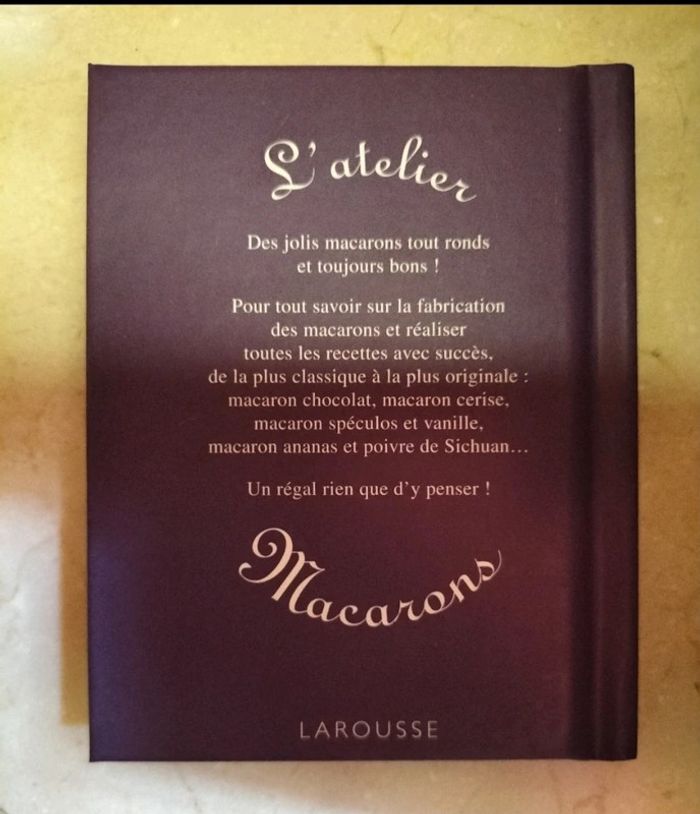 L'atelier
Des jolis macarons tout ronds
et toujours bons !
Pour tout savoir sur la fabrication
des macarons et réaliser
toutes les recettes avec succès,
de la plus classique à la plus originale :
macaron chocolat, macaron cerise,
macaron spéculos et vanille,
macaron ananas et poivre de Sichuan…
Un régal rien que d'y penser !
Macarons
LAROUSSE